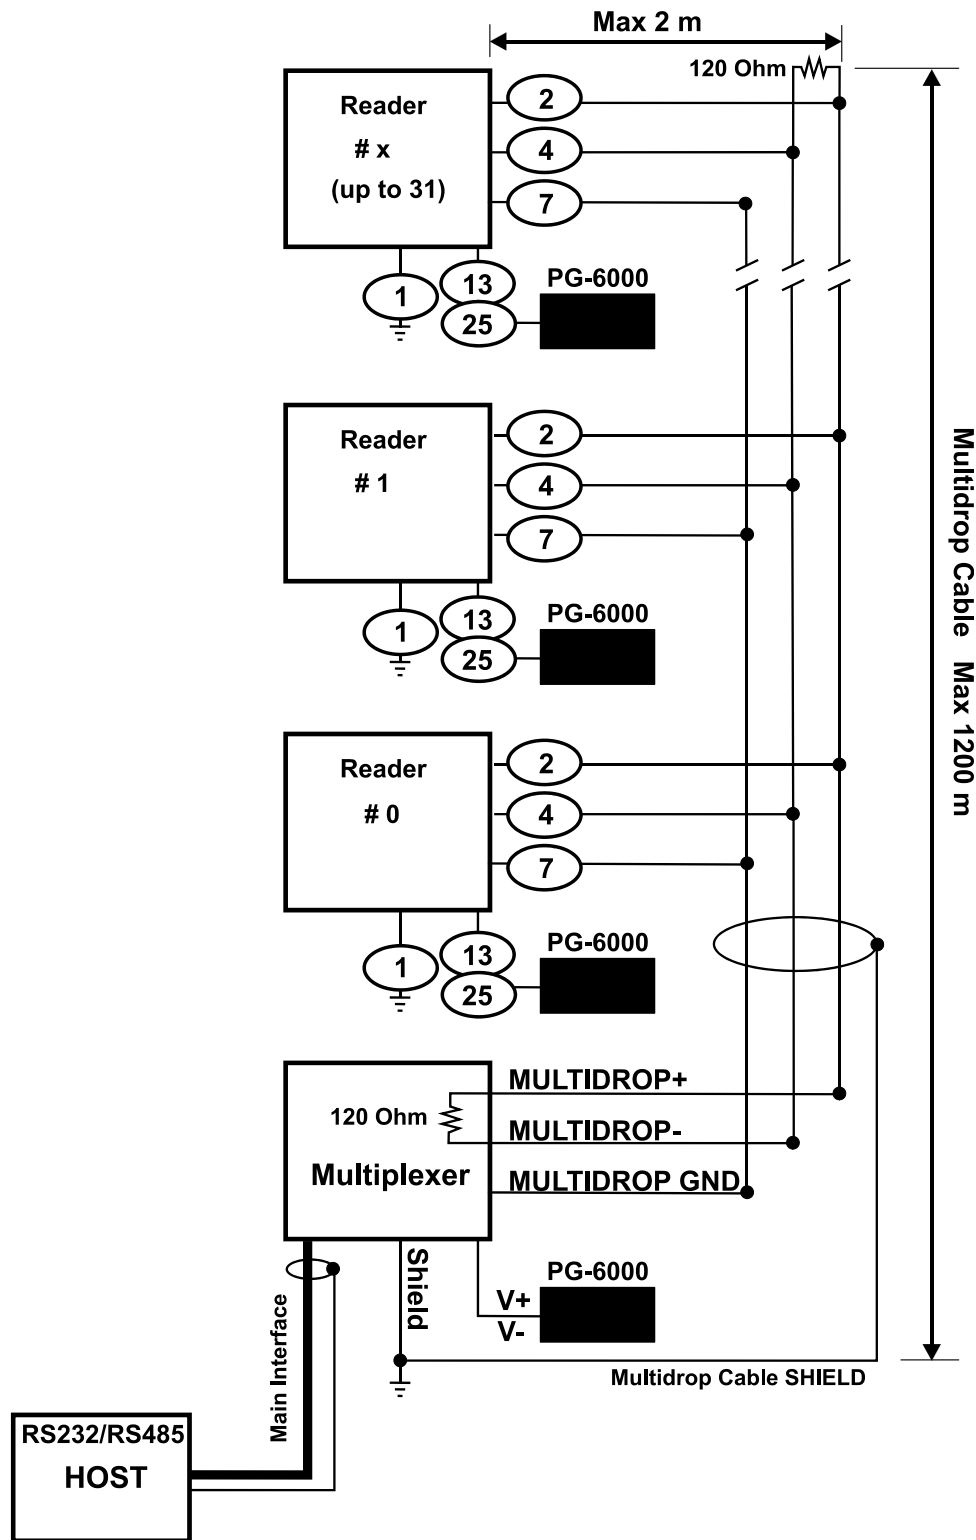 Max 2 m
120 Ohm
Reader
# x
(up to 31)
2
4
7
1
13
25
PG-6000
Reader
# 1
2
4
7
1
13
25
PG-6000
Reader
# 0
2
4
7
1
13
25
PG-6000
Multidrop Cable Max 1200 m
120 Ohm
Multiplexer
MULTIDROP+
MULTIDROP-
MULTIDROP GND
Shield
PG-6000
V+
V-
Main Interface
Multidrop Cable SHIELD
RS232/RS485
HOST